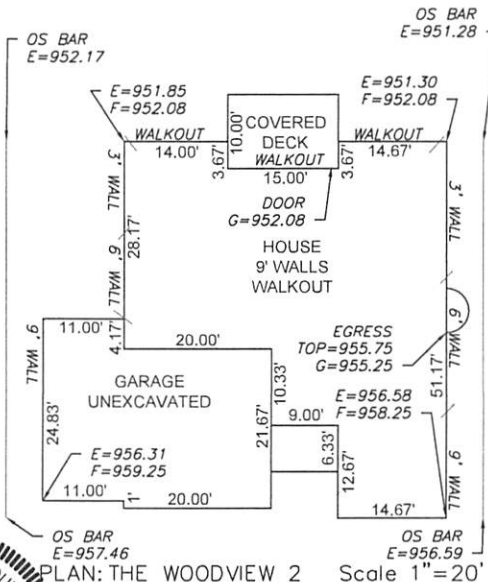 OS BAR
E=952.17
OS BAR
E=951.28
E=951.85
F=952.08
E=951.30
F=952.08
WALKOUT
14.00'
3.67'
10.00'
COVERED
DECK
WALKOUT
15.00'
3.67'
WALKOUT
14.67'
3' WALL
6' WALL
28.17'
4.17'
DOOR
G=952.08
HOUSE
9' WALLS
WALKOUT
3' WALL
6' WALL
9' WALL
51.17'
EGRESS
TOP=955.75
G=955.25
11.00'
9' WALL
24.83'
20.00'
GARAGE
UNEXCAVATED
10.33'
21.67'
9.00'
6.33'
12.67'
E=956.58
F=958.25
E=956.31
F=959.25
11.00'
1'
20.00'
14.67'
OS BAR
E=957.46
OS BAR
E=956.59
PLAN: THE WOODVIEW 2 Scale 1"=20'